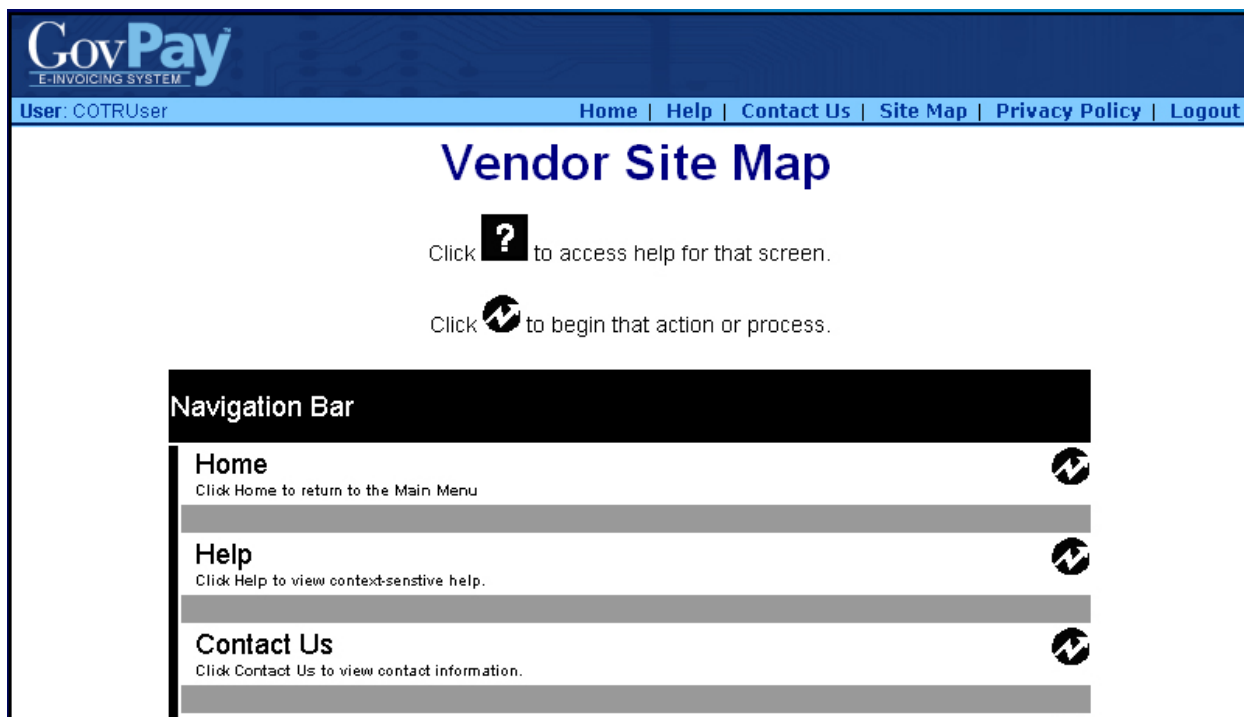 GovPay™
E-INVOICING SYSTEM
User: COTRUser Home | Help | Contact Us | Site Map | Privacy Policy | Logout
Vendor Site Map
Click ? to access help for that screen.
Click to begin that action or process.
Navigation Bar
Home
Click Home to return to the Main Menu
Help
Click Help to view context-senstive help.
Contact Us
Click Contact Us to view contact information.